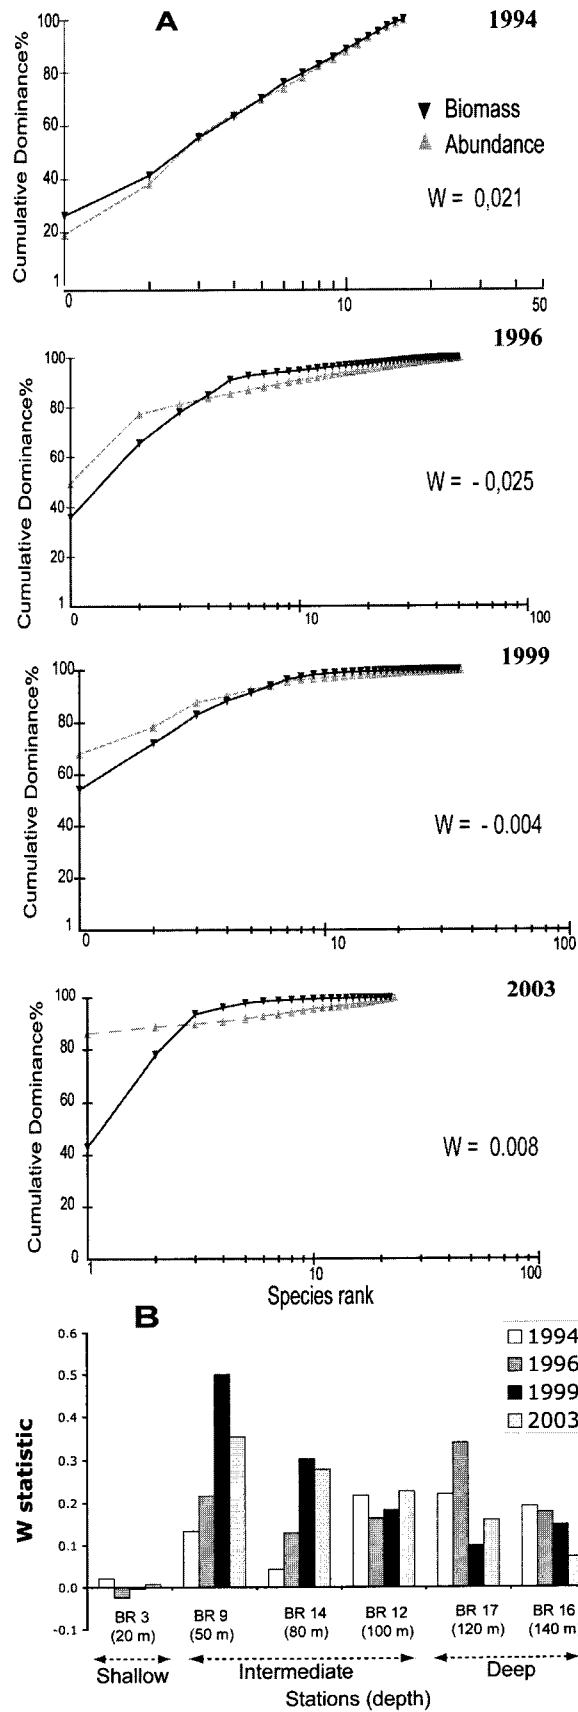 A
1994
100
80
60
40
20
1
Cumulative Dominance%
Biomass
Abundance
W = 0,021
0 10 50
1996
100
80
60
40
20
1
Cumulative Dominance%
W = - 0,025
0 10 100
1999
100
80
60
40
20
1
Cumulative Dominance%
W = - 0.004
0 10 100
2003
100
80
60
40
20
0
Cumulative Dominance%
W = 0.008
1 10 100
Species rank
B
0.6
0.5
0.4
0.3
0.2
0.1
0.0
-0.1
W statistic
1994
1996
1999
2003
BR 3 BR 9 BR 14 BR 12 BR 17 BR 16
(20 m) (50 m) (80 m) (100 m) (120 m) (140 m)
Shallow Intermediate Deep
Stations (depth)